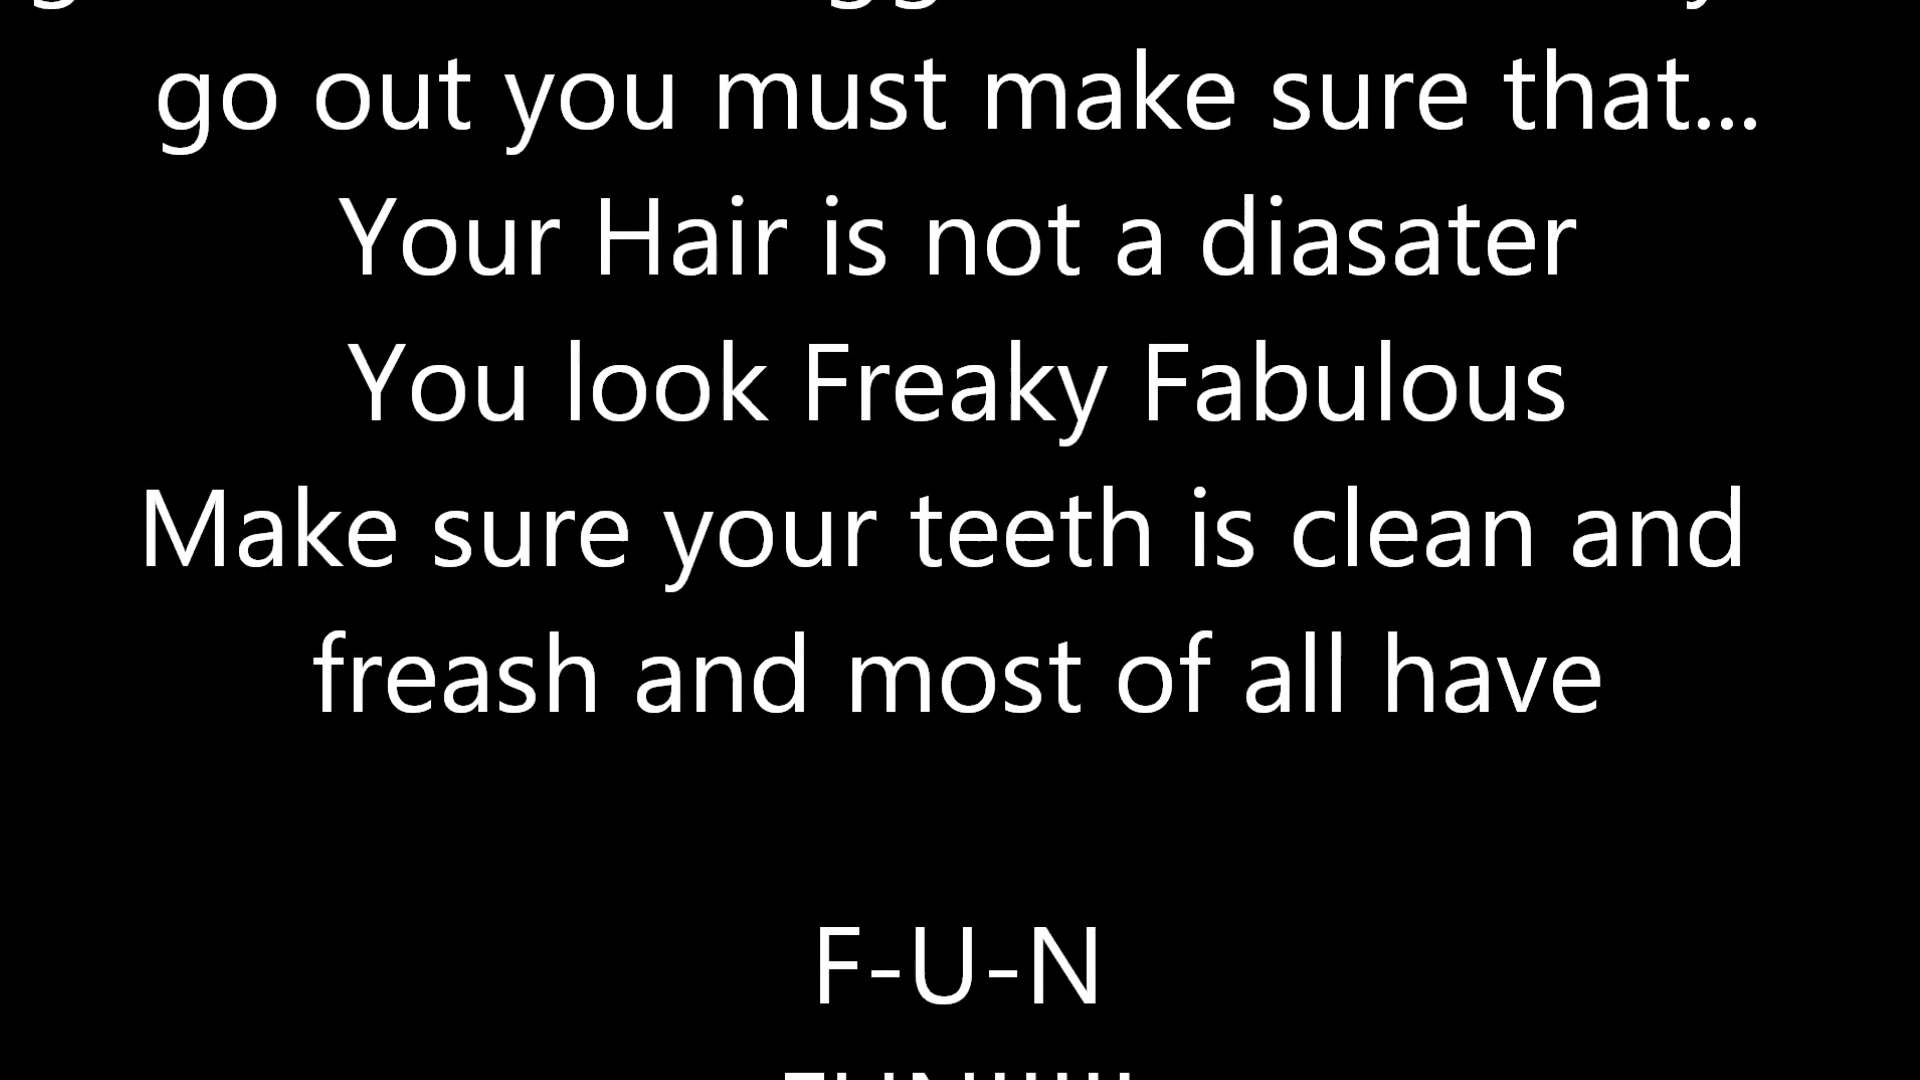 go out you must make sure that...
Your Hair is not a diasater
You look Freaky Fabulous
Make sure your teeth is clean and
freash and most of all have
F-U-N